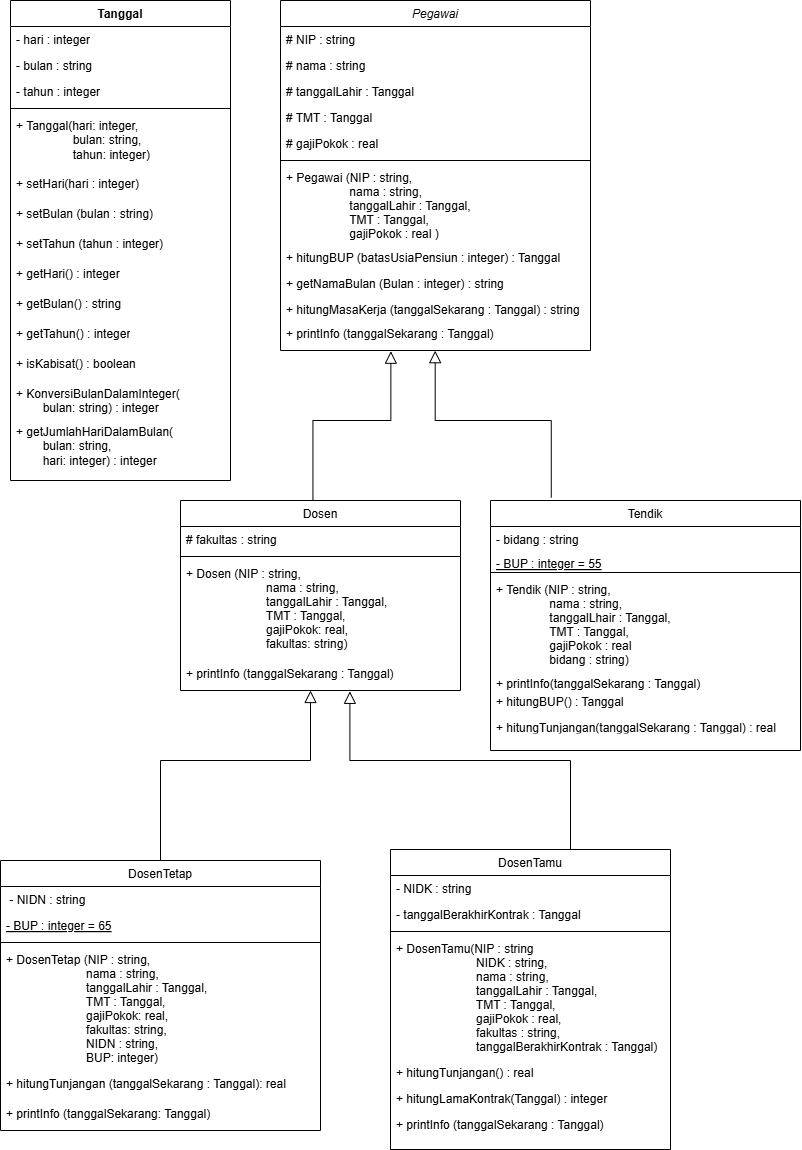 Tanggal
- hari : integer
- bulan : string
- tahun : integer
+ Tanggal(hari: integer,
bulan: string,
tahun: integer)
+ setHari(hari : integer)
+ setBulan (bulan : string)
+ setTahun (tahun : integer)
+ getHari() : integer
+ getBulan() : string
+ getTahun() : integer
+ isKabisat() : boolean
+ KonversiBulanDalamInteger(
bulan: string) : integer
+ getJumlahHariDalamBulan(
bulan: string,
hari: integer) : integer
Pegawai
# NIP : string
# nama : string
# tanggalLahir : Tanggal
# TMT : Tanggal
# gajiPokok : real
+ Pegawai (NIP : string,
nama : string,
tanggalLahir : Tanggal,
TMT : Tanggal,
gajiPokok : real )
+ hitungBUP (batasUsiaPensiun : integer) : Tanggal
+ getNamaBulan (Bulan : integer) : string
+ hitungMasaKerja (tanggalSekarang : Tanggal) : string
+ printInfo (tanggalSekarang : Tanggal)
Dosen
# fakultas : string
+ Dosen (NIP : string,
nama : string,
tanggalLahir : Tanggal,
TMT : Tanggal,
gajiPokok: real,
fakultas: string)
+ printInfo (tanggalSekarang : Tanggal)
Tendik
- bidang : string
- BUP : integer = 55
+ Tendik (NIP : string,
nama : string,
tanggalLhair : Tanggal,
TMT : Tanggal,
gajiPokok : real
bidang : string)
+ printInfo(tanggalSekarang : Tanggal)
+ hitungBUP() : Tanggal
+ hitungTunjangan(tanggalSekarang : Tanggal) : real
DosenTetap
- NIDN : string
- BUP : integer = 65
+ DosenTetap (NIP : string,
nama : string,
tanggalLahir : Tanggal,
TMT : Tanggal,
gajiPokok: real,
fakultas: string,
NIDN : string,
BUP: integer)
+ hitungTunjangan (tanggalSekarang : Tanggal): real
+ printInfo (tanggalSekarang: Tanggal)
DosenTamu
- NIDK : string
- tanggalBerakhirKontrak : Tanggal
+ DosenTamu(NIP : string
NIDK : string,
nama : string,
tanggalLahir : Tanggal,
TMT : Tanggal,
gajiPokok : real,
fakultas : string,
tanggalBerakhirKontrak : Tanggal)
+ hitungTunjangan() : real
+ hitungLamaKontrak(Tanggal) : integer
+ printInfo (tanggalSekarang : Tanggal)